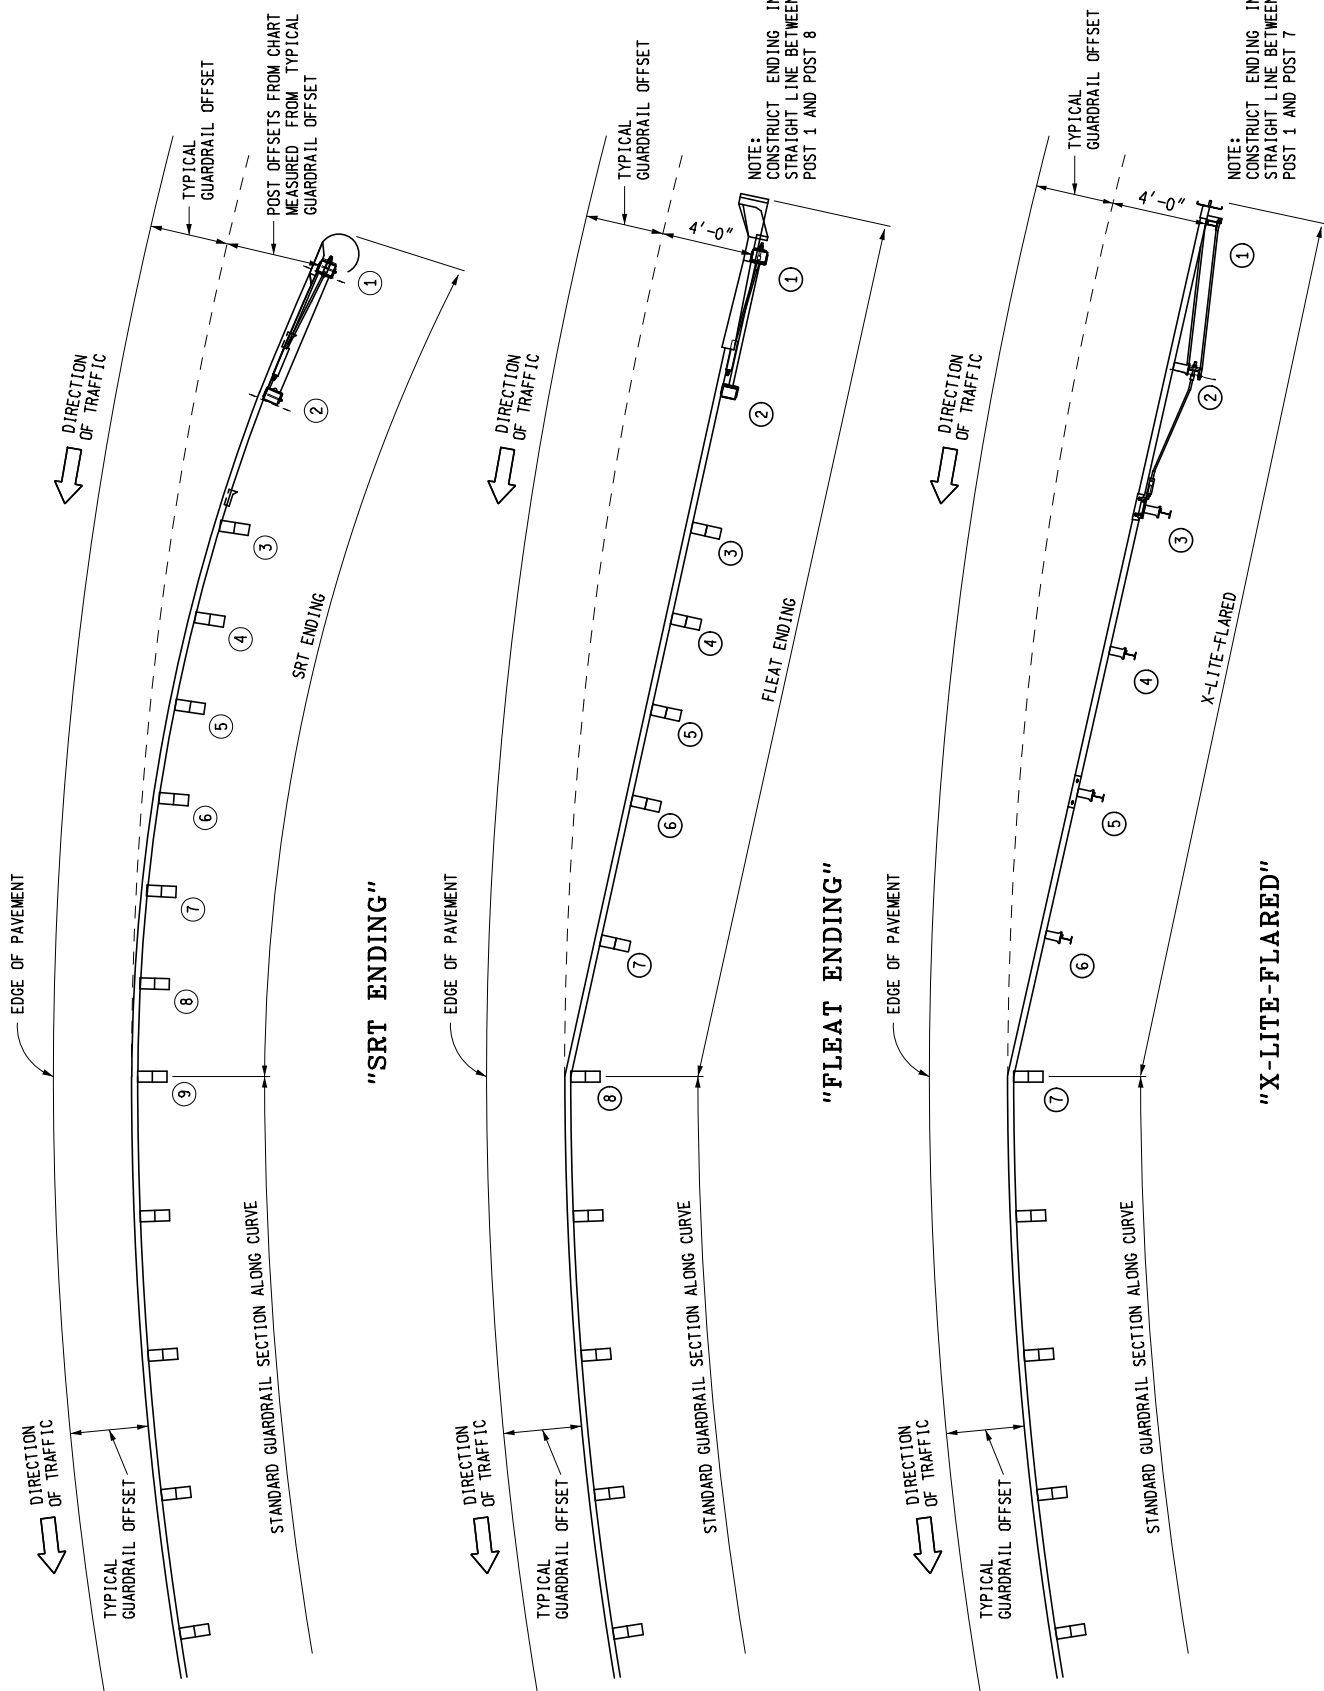 EDGE OF PAVEMENT
DIRECTION
OF TRAFFIC
DIRECTION
OF TRAFFIC
TYPICAL
GUARDRAIL OFFSET
TYPICAL
GUARDRAIL OFFSET
POST OFFSETS FROM CHART
MEASURED FROM TYPICAL
GUARDRAIL OFFSET
9
8
7
6
5
4
3
2
1
STANDARD GUARDRAIL SECTION ALONG CURVE
SRT ENDING
"SRT ENDING"
EDGE OF PAVEMENT
DIRECTION
OF TRAFFIC
DIRECTION
OF TRAFFIC
TYPICAL
GUARDRAIL OFFSET
TYPICAL
GUARDRAIL OFFSET
4'-0"
8
7
6
5
4
3
2
1
NOTE:
CONSTRUCT ENDING
STRAIGHT LINE BETWEEN
POST 1 AND POST 8
STANDARD GUARDRAIL SECTION ALONG CURVE
FLEAT ENDING
"FLEAT ENDING"
EDGE OF PAVEMENT
DIRECTION
OF TRAFFIC
DIRECTION
OF TRAFFIC
TYPICAL
GUARDRAIL OFFSET
TYPICAL
GUARDRAIL OFFSET
4'-0"
7
6
5
4
3
2
1
NOTE:
CONSTRUCT ENDING
STRAIGHT LINE BETWEEN
POST 1 AND POST 7
STANDARD GUARDRAIL SECTION ALONG CURVE
X-LITE-FLARED
"X-LITE-FLARED"